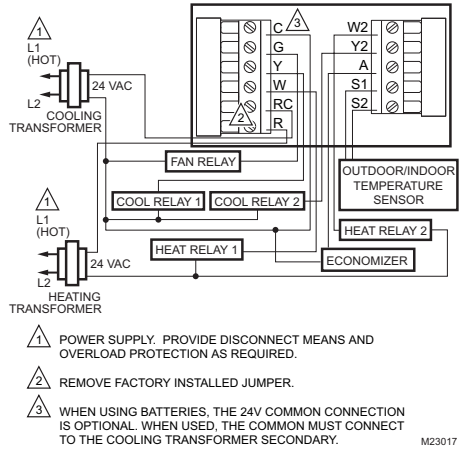 1
L1
(HOT)
24 VAC
L2
COOLING
TRANSFORMER
3
C
G
Y
W
RC
R
2
W2
Y2
A
S1
S2
FAN RELAY
OUTDOOR/INDOOR
TEMPERATURE
SENSOR
COOL RELAY 1
COOL RELAY 2
HEAT RELAY 2
HEAT RELAY 1
ECONOMIZER
1
L1
(HOT)
24 VAC
L2
HEATING
TRANSFORMER
1 POWER SUPPLY. PROVIDE DISCONNECT MEANS AND
OVERLOAD PROTECTION AS REQUIRED.
2 REMOVE FACTORY INSTALLED JUMPER.
3 WHEN USING BATTERIES, THE 24V COMMON CONNECTION
IS OPTIONAL. WHEN USED, THE COMMON MUST CONNECT
TO THE COOLING TRANSFORMER SECONDARY.
M23017